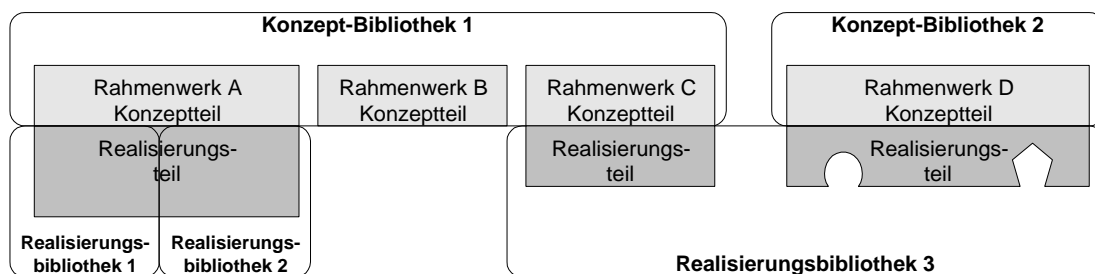 Konzept-Bibliothek 1
Konzept-Bibliothek 2
Rahmenwerk A
Konzeptteil
Rahmenwerk B
Konzeptteil
Rahmenwerk C
Konzeptteil
Rahmenwerk D
Konzeptteil
Realisierungs-
teil
Realisierungs-
teil
Realisierungs-
teil
Realisierungs-
bibliothek 1
Realisierungs-
bibliothek 2
Realisierungsbibliothek 3